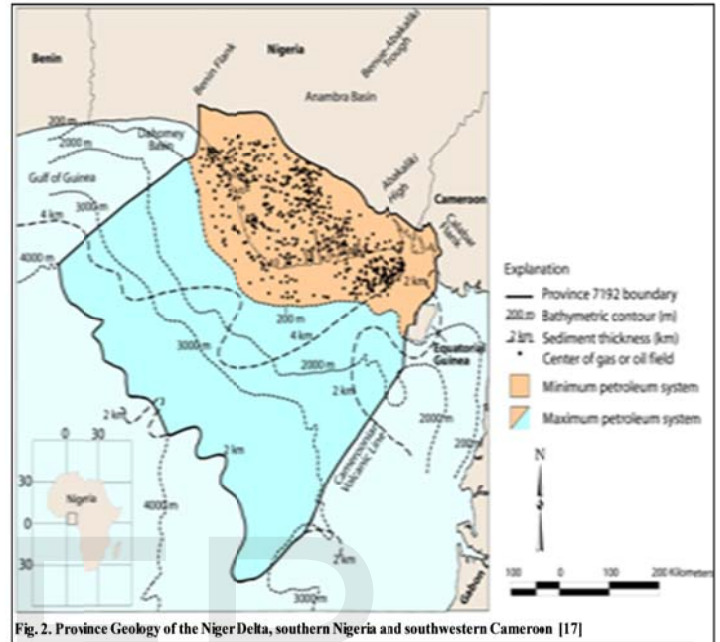 Benin
Nigeria
Benin Flank
Benue-Abakaliki
Trough
Anambra Basin
200 m
2000 m
Dahomey
Basin
Abakaliki
High
Gulf of Guinea
3000m
4 km
4000 m
Cameroon
Calabar
Flank
2 km
200 m
4 km
3000m
2000 m
Equatorial
Guinea
2 km
2000 m
200 m
2 km
2 km
Cameroonian
Volcanic Line
4000 m
2 km
3000 m
Gabon
0 30
30
Nigeria
0
30
Explanation
Province 7192 boundary
200 m Bathymetric contour (m)
2 km Sediment thickness (km)
Center of gas or oil field
Minimum petroleum system
Maximum petroleum system
N
100 0 100 200 Kilometers
Fig. 2. Province Geology of the Niger Delta, southern Nigeria and southwestern Cameroon [17]